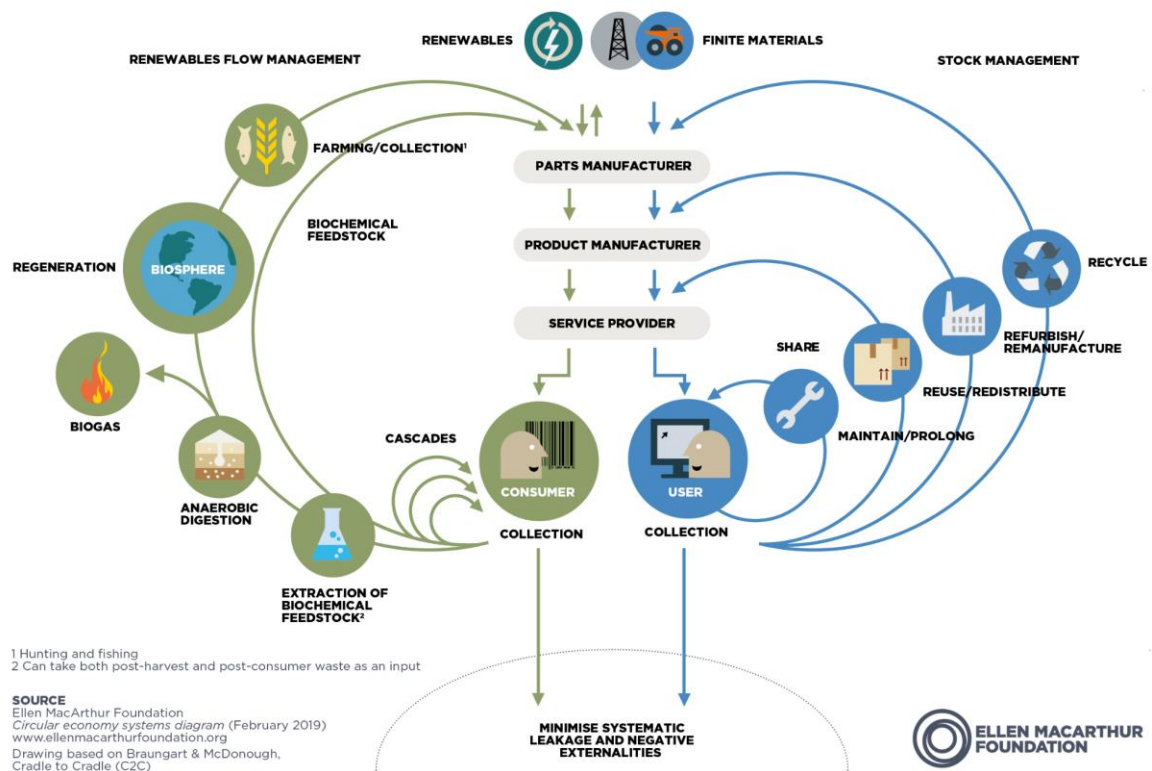 RENEWABLES
FINITE MATERIALS
RENEWABLES FLOW MANAGEMENT
STOCK MANAGEMENT
FARMING/COLLECTION¹
PARTS MANUFACTURER
BIOCHEMICAL
FEEDSTOCK
PRODUCT MANUFACTURER
REGENERATION
BIOSPHERE
RECYCLE
SERVICE PROVIDER
REFURBISH/
REMANUFACTURE
SHARE
REUSE/REDISTRIBUTE
BIOGAS
CASCADES
MAINTAIN/PROLONG
CONSUMER
USER
ANAEROBIC
DIGESTION
COLLECTION
COLLECTION
EXTRACTION OF
BIOCHEMICAL
FEEDSTOCK²
1 Hunting and fishing
2 Can take both post-harvest and post-consumer waste as an input
SOURCE
Ellen MacArthur Foundation
Circular economy systems diagram (February 2019)
www.ellenmacarthurfoundation.org
Drawing based on Braungart & McDonough,
Cradle to Cradle (C2C)
MINIMISE SYSTEMATIC
LEAKAGE AND NEGATIVE
EXTERNALITIES
ELLEN MACARTHUR
FOUNDATION